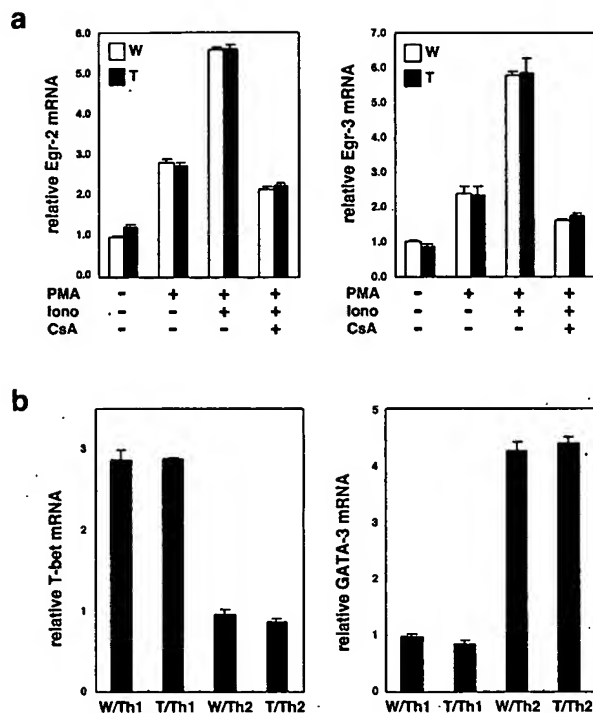 a
relative Egr-2 mRNA
6.0
5.0
4.0
3.0
2.0
1.0
0.0
W
T
PMA - + + +
Iono - - + +
CsA - - - +
relative Egr-3 mRNA
7.0
6.0
5.0
4.0
3.0
2.0
1.0
0.0
W
T
PMA - + + +
Iono - - + +
CsA - - - +
b
relative T-bet mRNA
3
2
1
0
W/Th1 T/Th1 W/Th2 T/Th2
relative GATA-3 mRNA
5
4
3
2
1
0
W/Th1 T/Th1 W/Th2 T/Th2